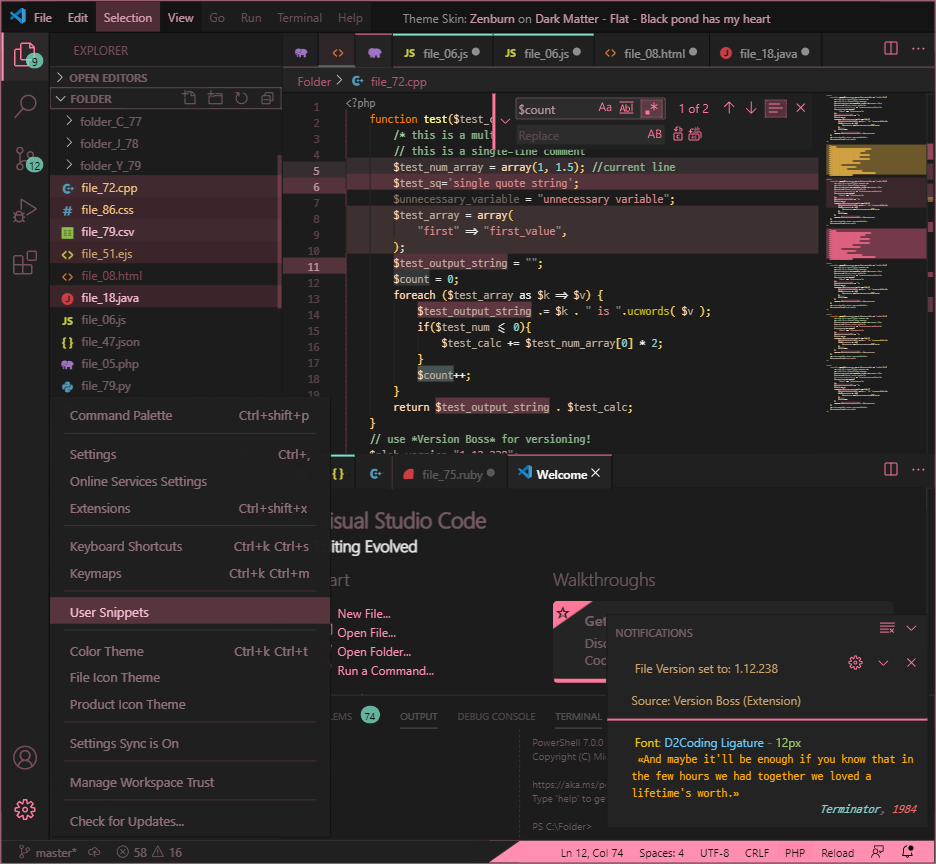 File Edit Selection View Go Run Terminal Help Theme Skin: Zenburn on Dark Matter - Flat - Black pond has my heart
EXPLORER
file_06.js
file_06.js
file_08.html
file_18.java
9
OPEN EDITORS
FOLDER
folder_C_77
folder_J_78
folder_Y_79
file_72.cpp
file_86.css
file_79.csv
file_51.ejs
file_08.html
file_18.java
file_06.js
file_47.json
file_05.php
file_79.py
12
Folder > file_72.cpp
$count Aa Abl .* 1 of 2
Replace AB
1 <?php
2 function test($test_
3 /* this is a mul
4 // this is a single-line comment
5 $test_num_array = array(1, 1.5); //current line
6 $test_sq='single quote string';
7 $unnecessary_variable = "unnecessary variable";
8 $test_array = array(
9 "first" => "first_value",
10 );
11 $test_output_string = "";
12 $count = 0;
13 foreach ($test_array as $k => $v) {
14 $test_output_string .= $k . " is ".ucwords( $v );
15 if($test_num <= 0){
16 $test_calc += $test_num_array[0] * 2;
17 }
18 $count++;
19 }
return $test_output_string . $test_calc;
}
// use *Version Boss* for versioning!
Command Palette Ctrl+shift+p
Settings Ctrl+,
Online Services Settings
Extensions Ctrl+shift+x
Keyboard Shortcuts Ctrl+k Ctrl+s
Keymaps Ctrl+k Ctrl+m
User Snippets
Color Theme Ctrl+k Ctrl+t
File Icon Theme
Product Icon Theme
Settings Sync is On
Manage Workspace Trust
Check for Updates...
file_75.ruby
Welcome
isual Studio Code
iting Evolved
art
New File...
Open File...
Open Folder...
Run a Command...
Walkthroughs
Get
Disc
Coc
LEMS 74 OUTPUT DEBUG CONSOLE TERMINAL
PowerShell 7.0.0
Copyright (C) Mi
https://aka.ms/p
Type 'help' to ge
PS C:\Folder>
NOTIFICATIONS
File Version set to: 1.12.238
Source: Version Boss (Extension)
Font: D2Coding Ligature - 12px
«And maybe it'll be enough if you know that in
the few hours we had together we loved a
lifetime's worth.»
Terminator, 1984
master* 58 16 Ln 12, Col 74 Spaces: 4 UTF-8 CRLF PHP Reload